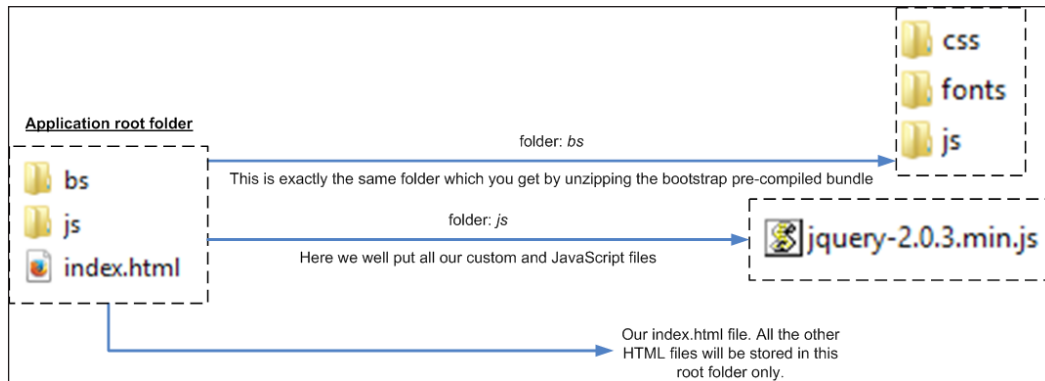 css
fonts
js
Application root folder
bs
js
index.html
folder: bs
This is exactly the same folder which you get by unzipping the bootstrap pre-compiled bundle
folder: js
Here we well put all our custom and JavaScript files
jquery-2.0.3.min.js
Our index.html file. All the other
HTML files will be stored in this
root folder only.